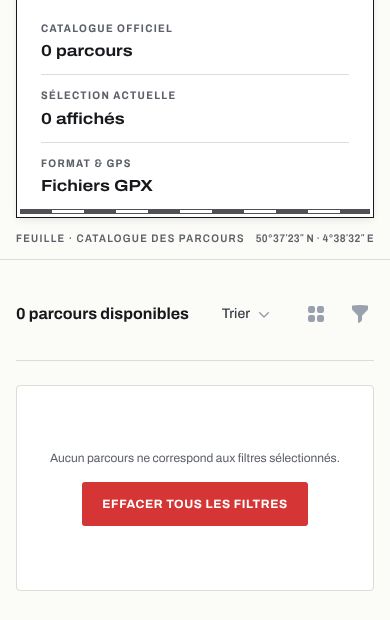 CATALOGUE OFFICIEL
0 parcours
SÉLECTION ACTUELLE
0 affichés
FORMAT & GPS
Fichiers GPX
FEUILLE · CATALOGUE DES PARCOURS 50°37′23″ N · 4°38′32″ E
0 parcours disponibles Trier
Aucun parcours ne correspond aux filtres sélectionnés.
EFFACER TOUS LES FILTRES